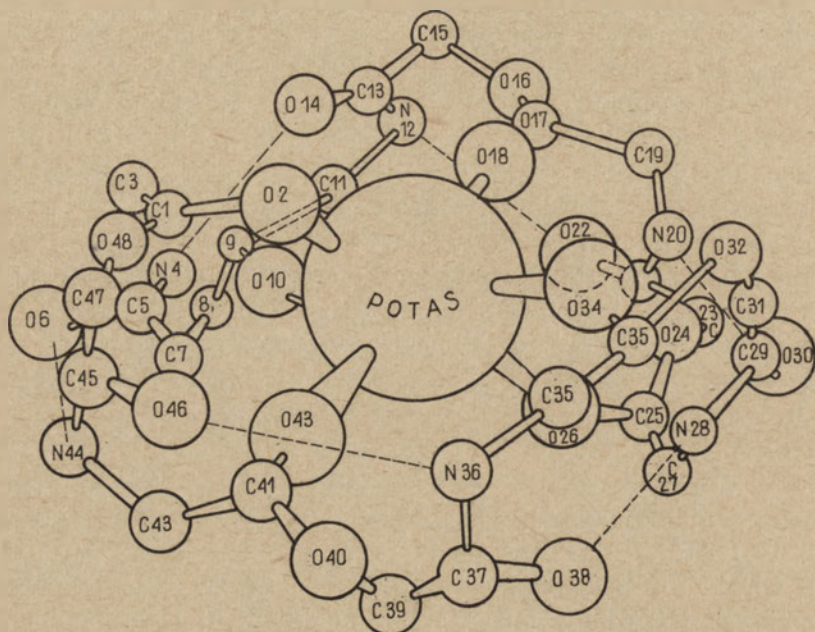 C15
O14
C13
O16
N
12
O17
O18
C19
C3
C1
O2
C11
O48
9
N4
O10
O22
N20
O32
C47
O6
C5
8
POTAS
O34
C31
23
C
C35
O24
C7
C29
O30
C45
O46
C35
O43
O26
C25
N28
N44
N36
C
27
C41
C43
O40
C37
O38
C39